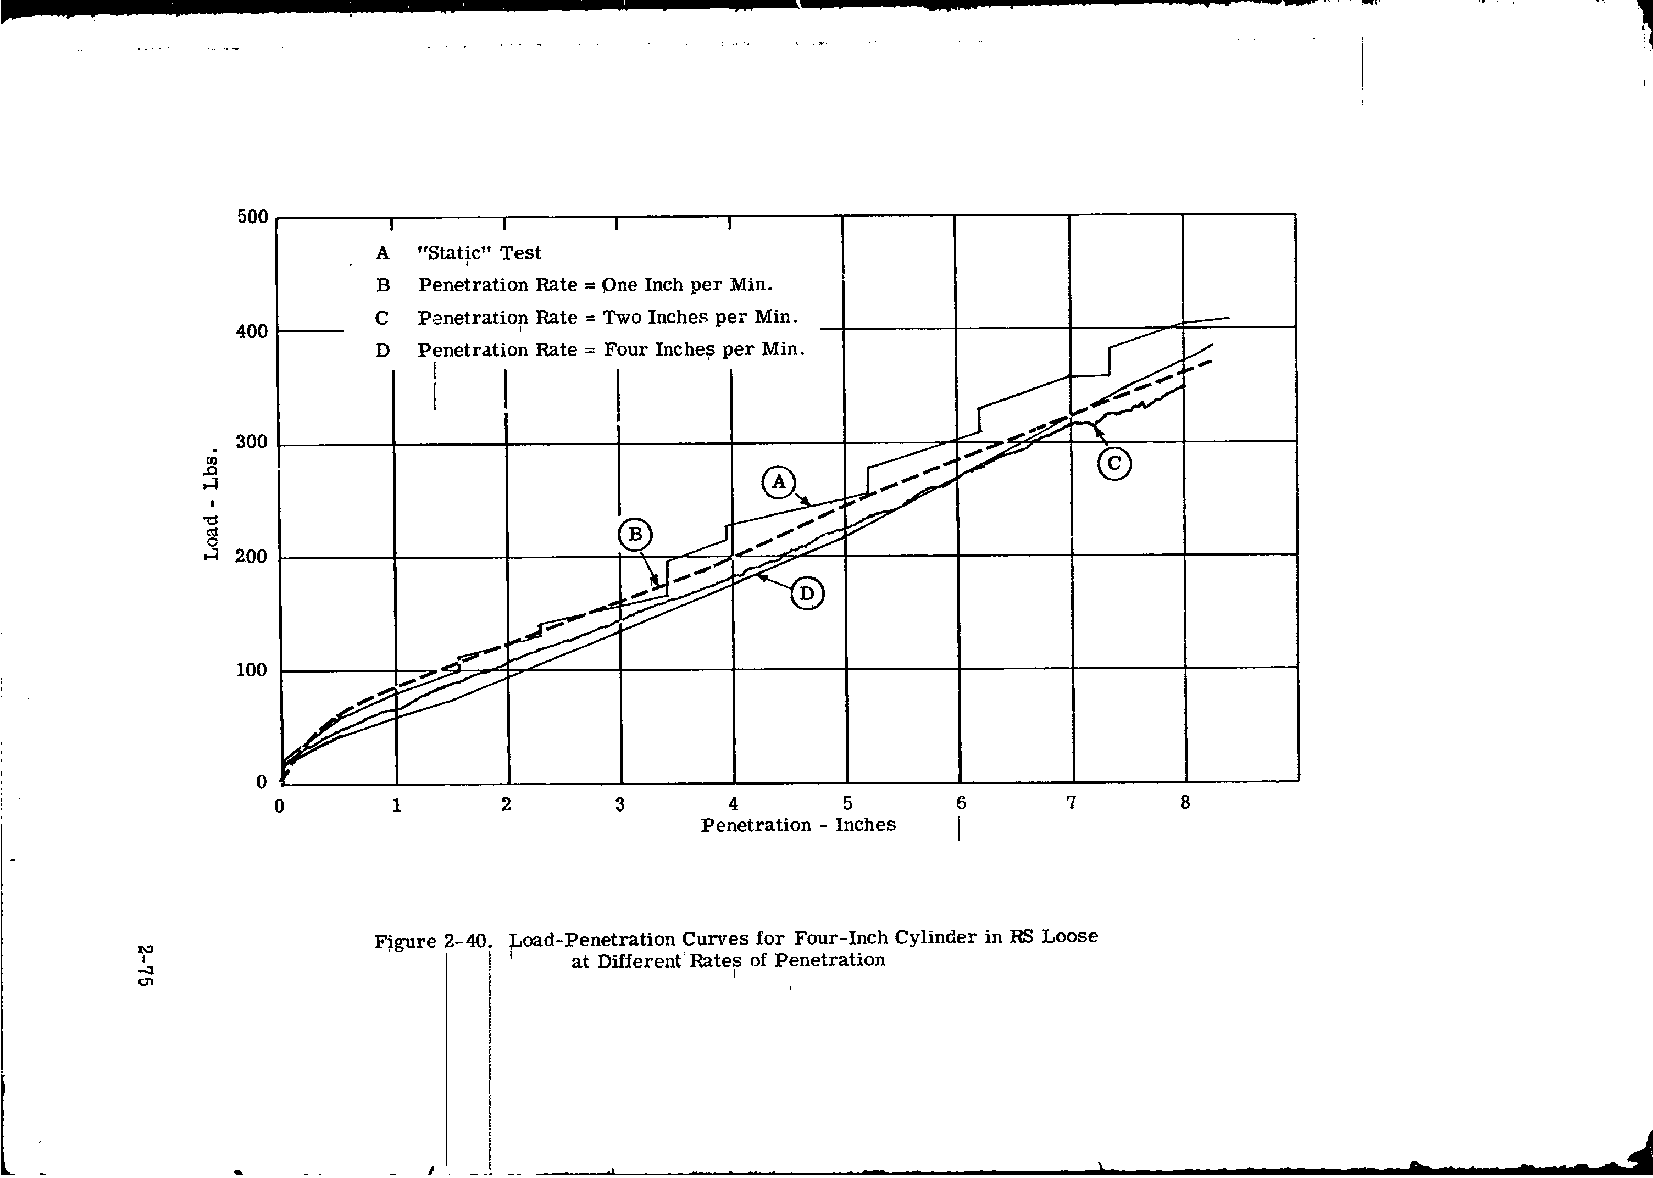 500
A "Static" Test
B Penetration Rate = One Inch per Min.
C Penetration Rate = Two Inches per Min.
400
D Penetration Rate = Four Inches per Min.
300
C
A
Load - Lbs.
B
200
D
100
0
0 1 2 3 4 5 6 7 8
Penetration - Inches
Figure 2-40. Load-Penetration Curves for Four-Inch Cylinder in RS Loose
at Different Rates of Penetration
2-75